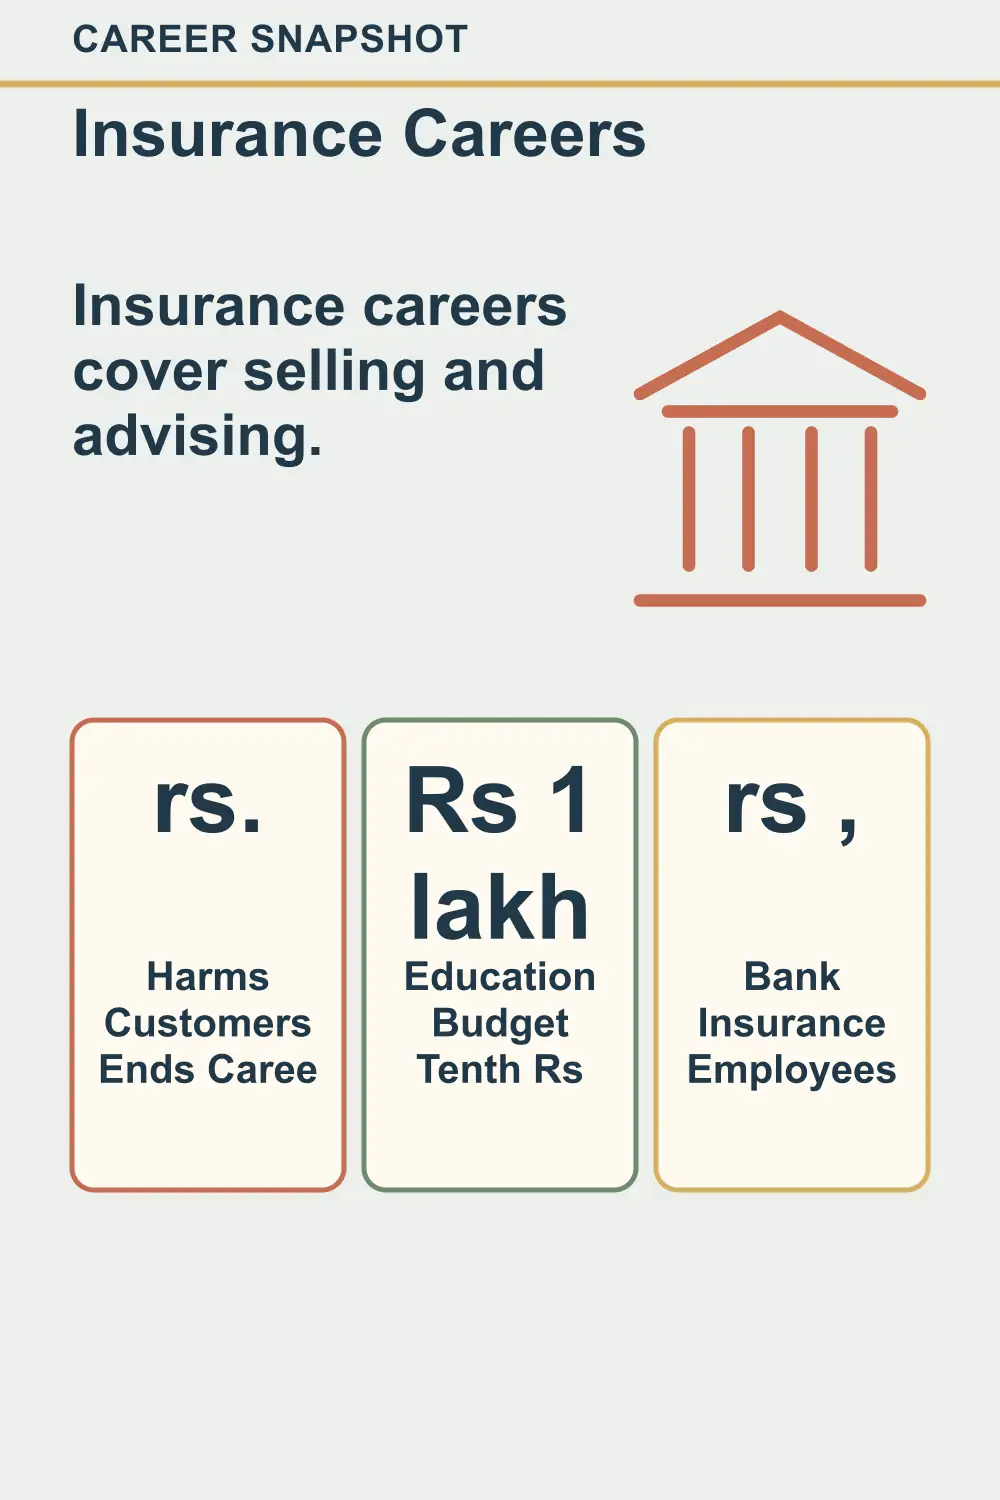 CAREER SNAPSHOT
Insurance Careers
Insurance careers
cover selling and
advising.
rs.
Harms
Customers
Ends Caree
Rs 1
lakh
Education
Budget
Tenth Rs
rs ,
Bank
Insurance
Employees